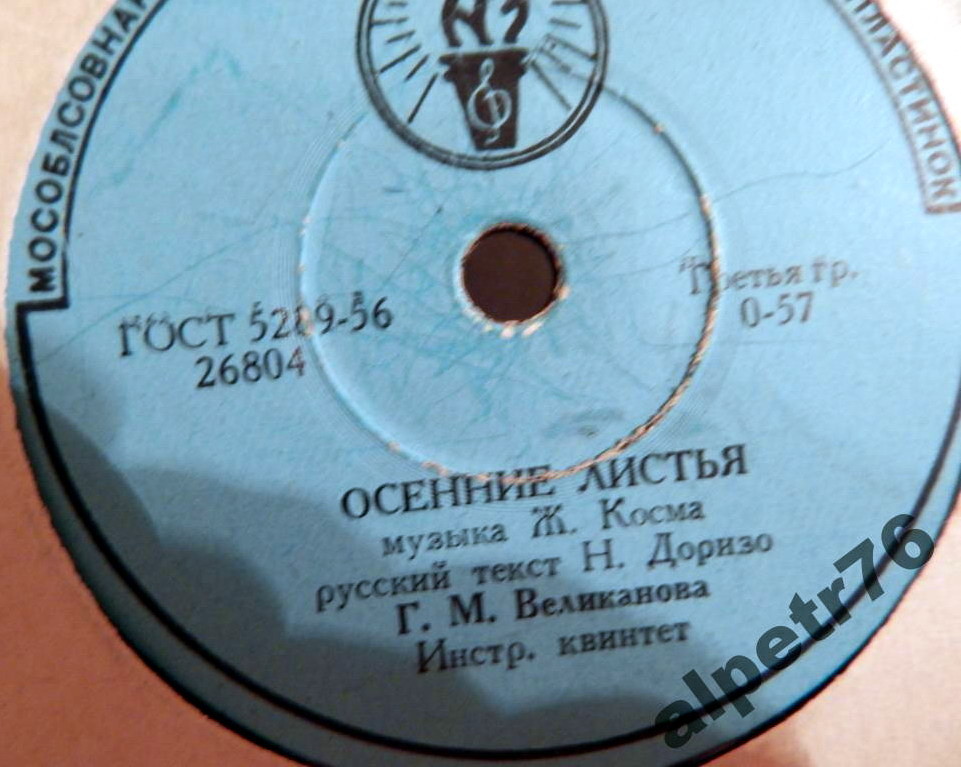 МОСОБЛСОВНАР
ПЛАСТИНОК
ГОСТ 5289-56
26804
Третья гр.
0-57
ОСЕННИЕ ЛИСТЬЯ
музыка Ж. Косма
русский текст Н. Доризо
Г. М. Великанова
Инстр. квинтет
alpetr76